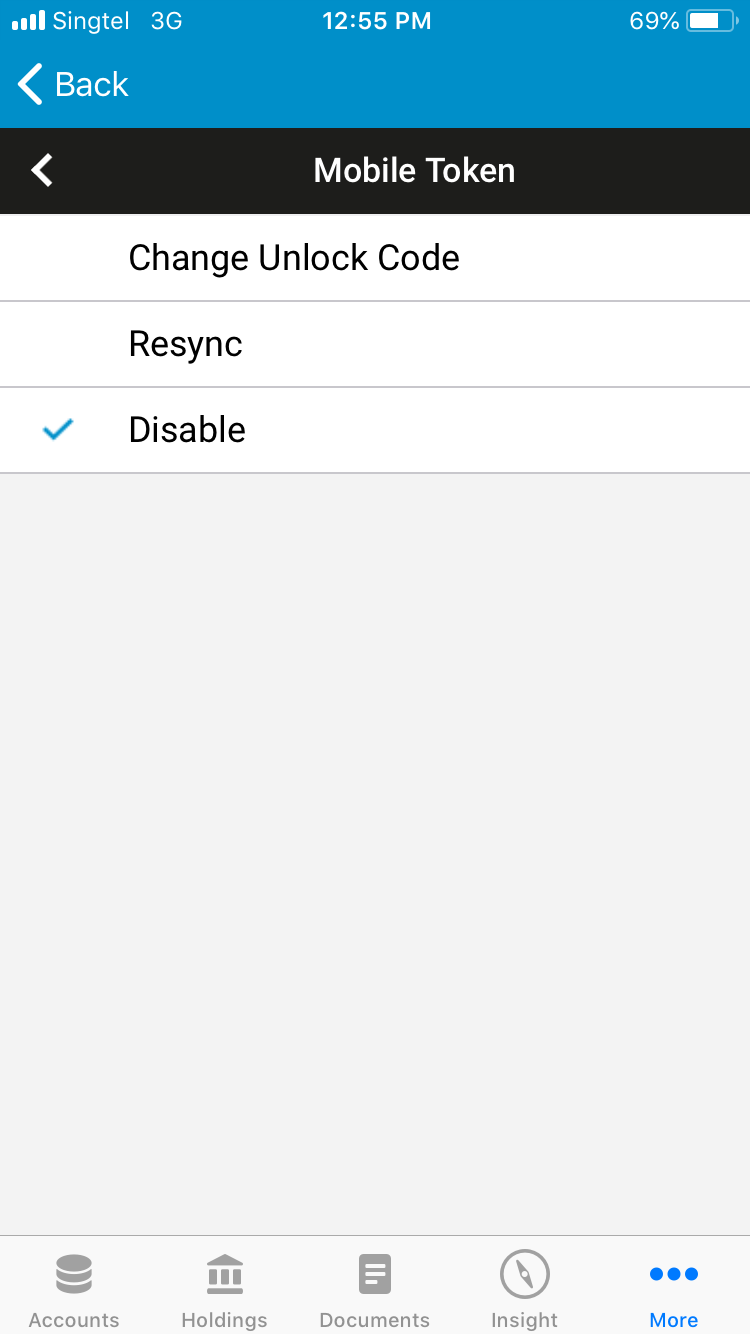 Singtel 3G 12:55 PM 69%
Back
Mobile Token
Change Unlock Code
Resync
Disable
Accounts Holdings Documents Insight More